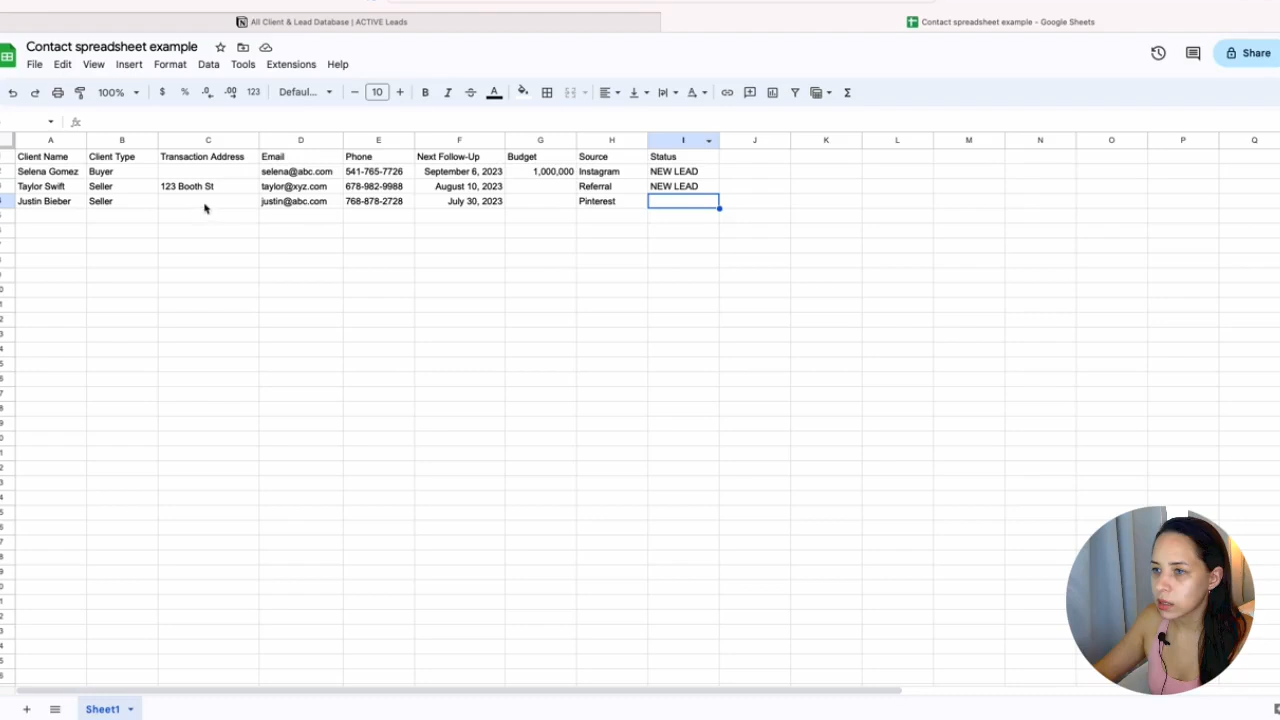 All Client & Lead Database | ACTIVE Leads
Contact spreadsheet example - Google Sheets
Contact spreadsheet example
Share
File Edit View Insert Format Data Tools Extensions Help
100% $ % .0 .00 123 Defaul... 10 B I S A Σ
fx
A B C D E F G H I J K L M N O P Q
Client Name Client Type Transaction Address Email Phone Next Follow-Up Budget Source Status
Selena Gomez Buyer selena@abc.com 541-765-7726 September 6, 2023 1,000,000 Instagram NEW LEAD
Taylor Swift Seller 123 Booth St taylor@xyz.com 678-982-9988 August 10, 2023 Referral NEW LEAD
Justin Bieber Seller justin@abc.com 768-878-2728 July 30, 2023 Pinterest
Sheet1